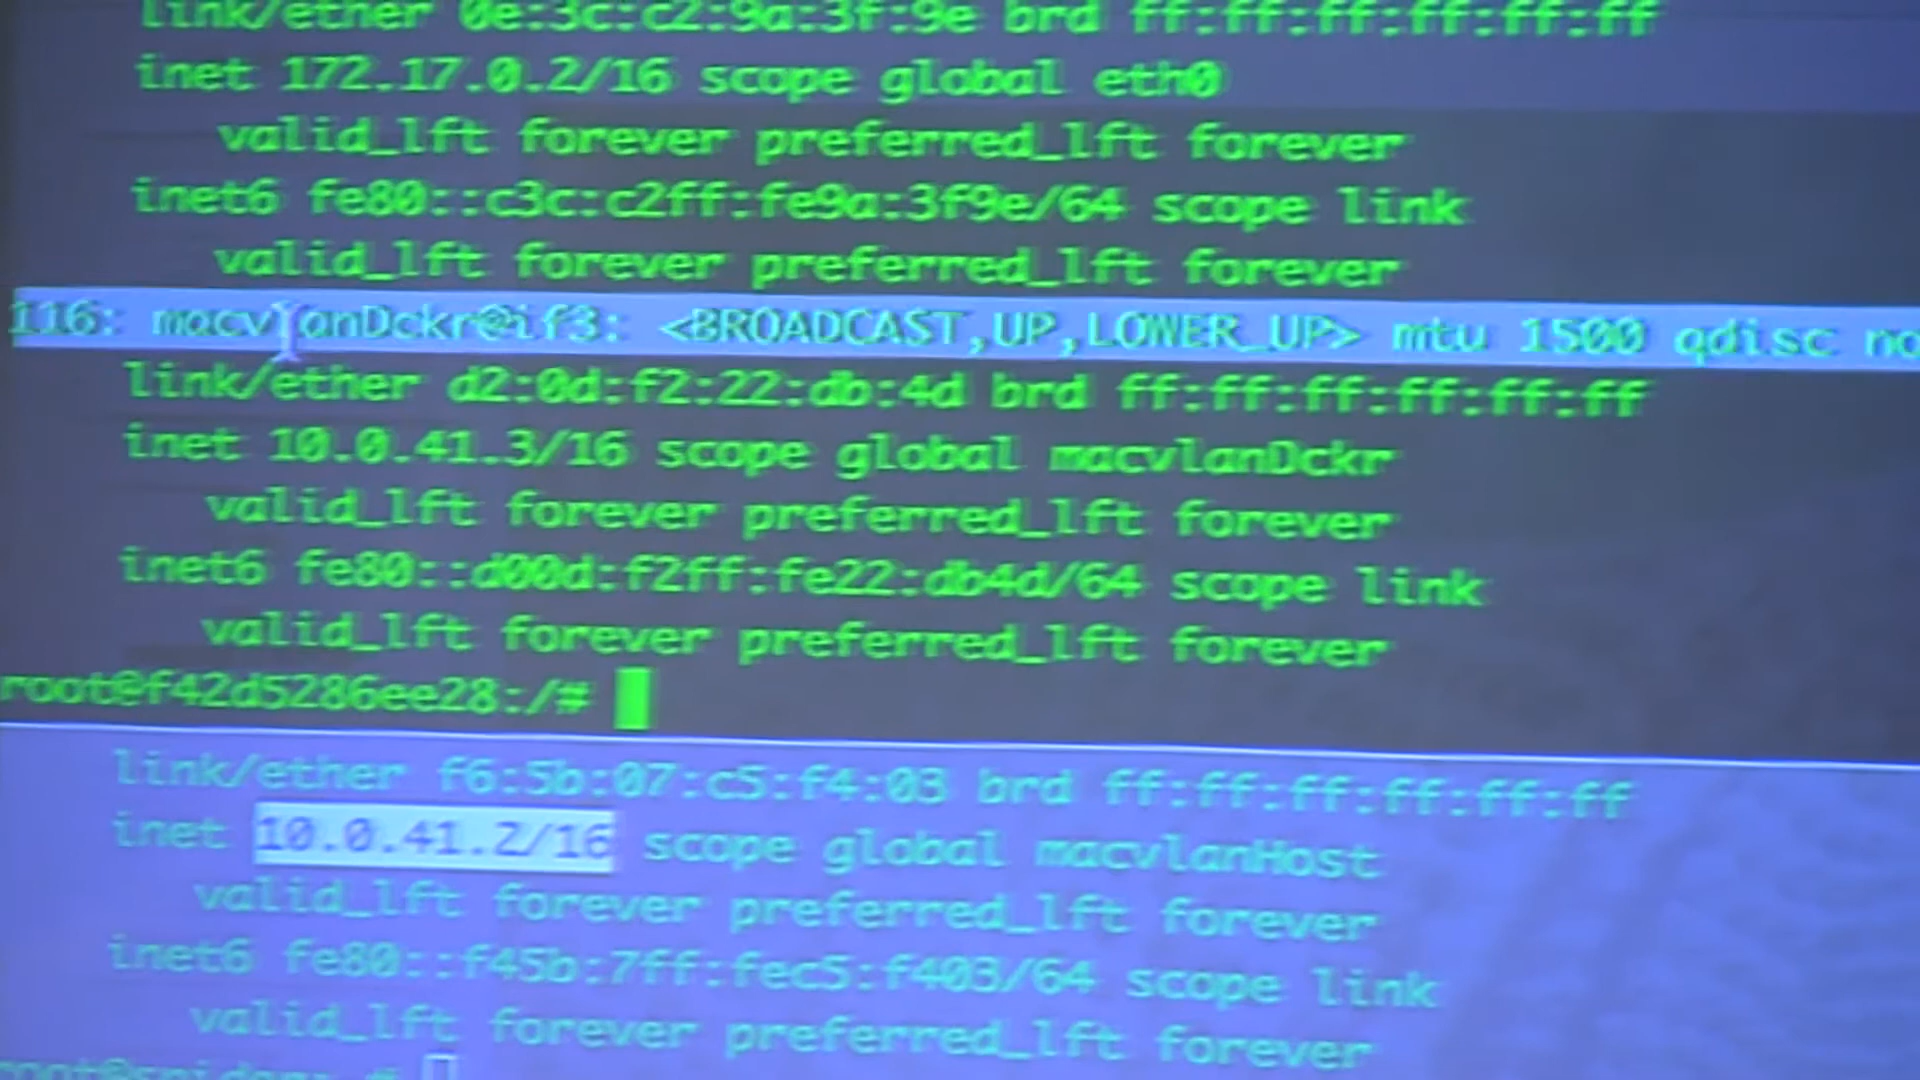 link/ether 0e:3c:c2:9a:3f:9e brd ff:ff:ff:ff:ff:ff
inet 172.17.0.2/16 scope global eth0
valid_lft forever preferred_lft forever
inet6 fe80::c3c:c2ff:fe9a:3f9e/64 scope link
valid_lft forever preferred_lft forever
116: macvlanDckr@if3: <BROADCAST,UP,LOWER_UP> mtu 1500 qdisc no
link/ether d2:0d:f2:22:db:4d brd ff:ff:ff:ff:ff:ff
inet 10.0.41.3/16 scope global macvlanDckr
valid_lft forever preferred_lft forever
inet6 fe80::d00d:f2ff:fe22:db4d/64 scope link
valid_lft forever preferred_lft forever
root@f42d5286ee28:/#
link/ether f6:5b:07:c5:f4:03 brd ff:ff:ff:ff:ff:ff
inet 10.0.41.2/16 scope global macvlanHost
valid_lft forever preferred_lft forever
inet6 fe80::f45b:7ff:fec5:f403/64 scope link
valid_lft forever preferred_lft forever